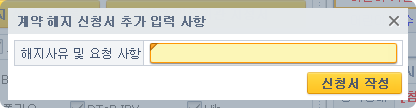 계약 해지 신청서 추가 입력 사항
해지사유 및 요청 사항
신청서 작성